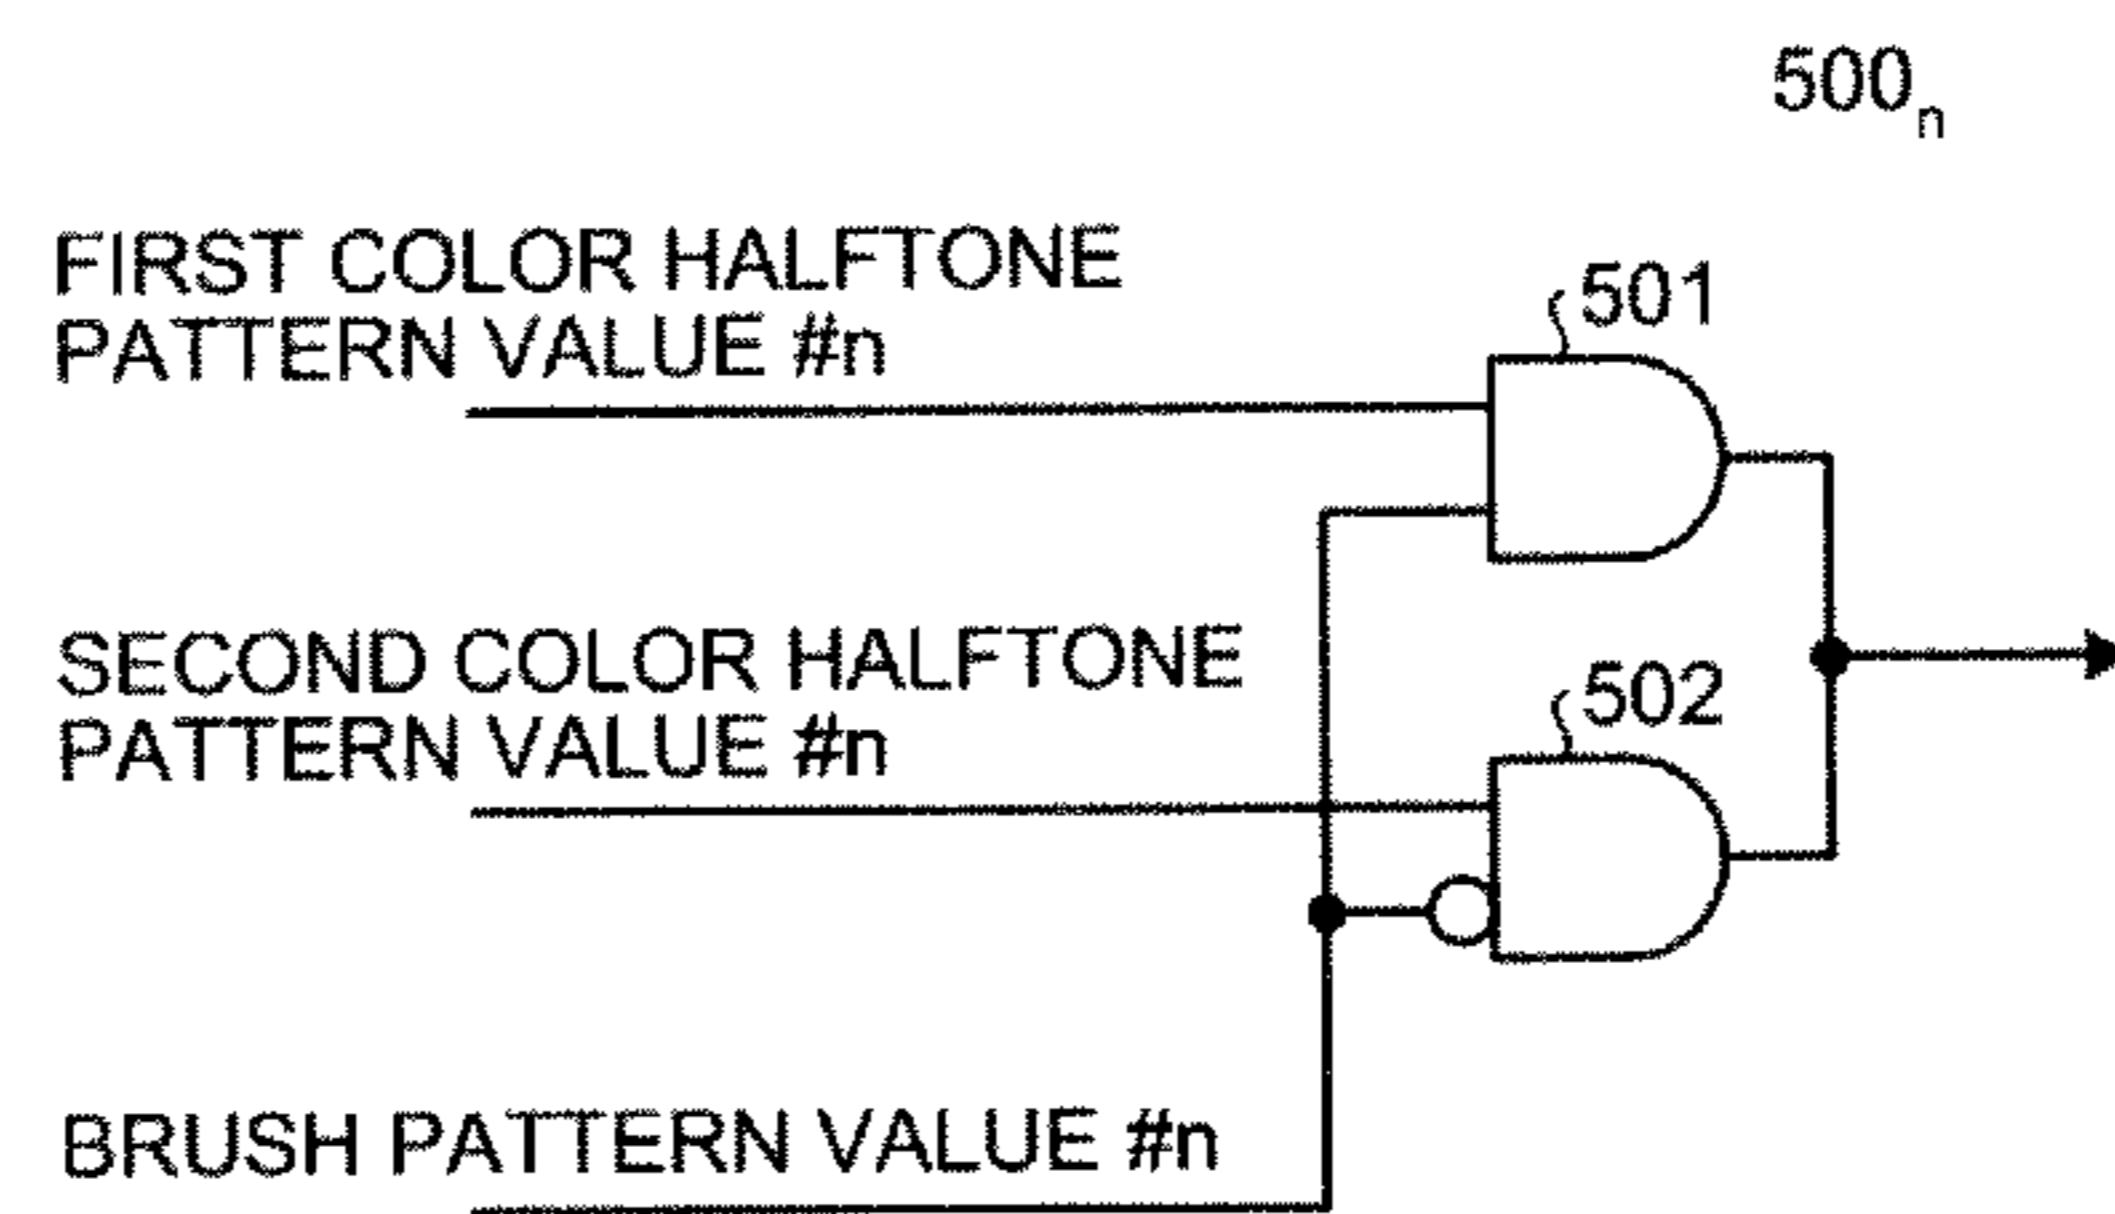 500n
FIRST COLOR HALFTONE
PATTERN VALUE #n
501
SECOND COLOR HALFTONE
PATTERN VALUE #n
502
BRUSH PATTERN VALUE #n